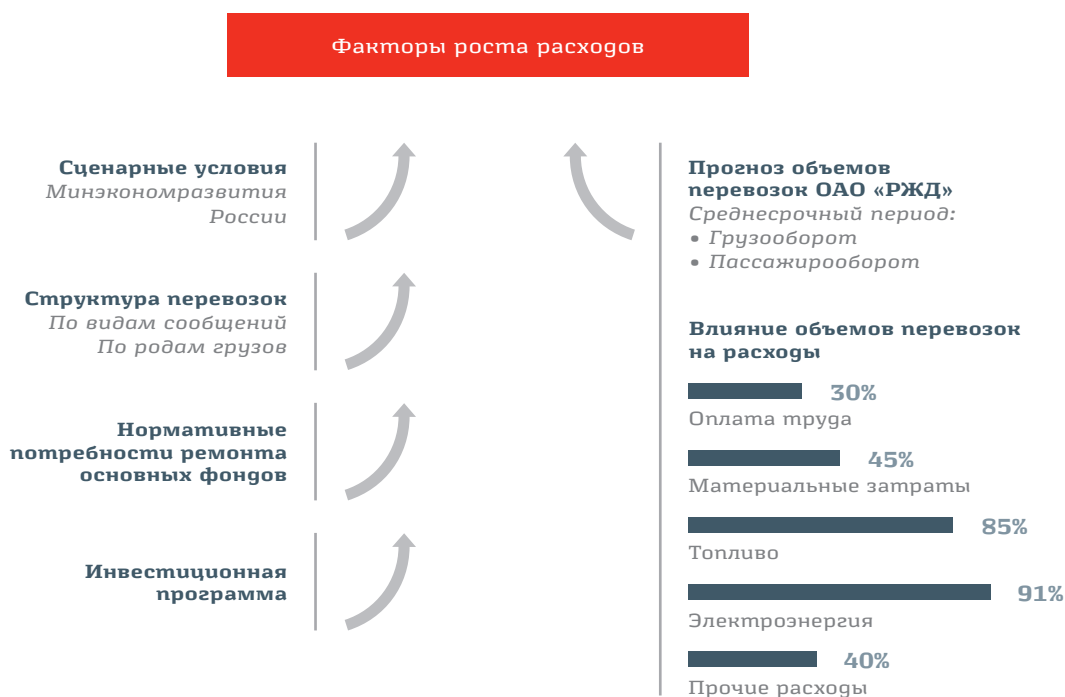 Факторы роста расходов
Сценарные условия
Минэкономразвития
России
Структура перевозок
По видам сообщений
По родам грузов
Нормативные
потребности ремонта
основных фондов
Инвестиционная
программа
Прогноз объемов
перевозок ОАО «РЖД»
Среднесрочный период:
• Грузооборот
• Пассажирооборот
Влияние объемов перевозок
на расходы
30%
Оплата труда
45%
Материальные затраты
85%
Топливо
91%
Электроэнергия
40%
Прочие расходы